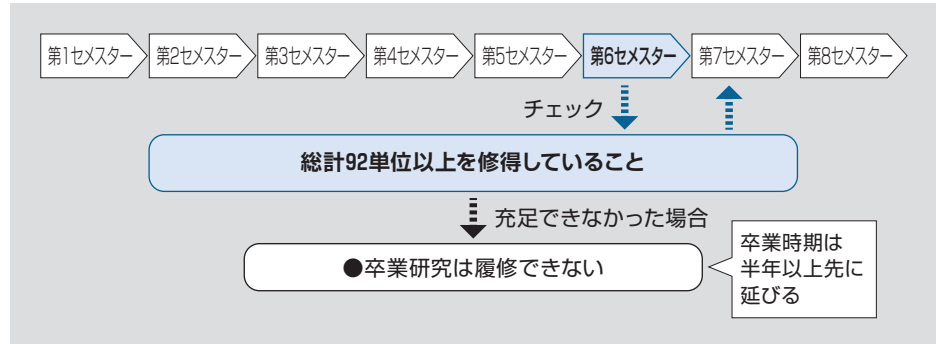 第1セメスター
第2セメスター
第3セメスター
第4セメスター
第5セメスター
第6セメスター
第7セメスター
第8セメスター
チェック
総計92単位以上を修得していること
充足できなかった場合
●卒業研究は履修できない
卒業時期は
半年以上先に
延びる